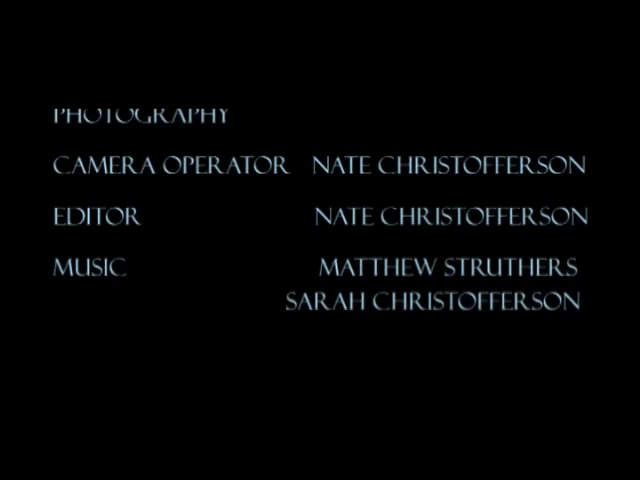 PHOTOGRAPHY
CAMERA OPERATOR NATE CHRISTOFFERSON
EDITOR NATE CHRISTOFFERSON
MUSIC MATTHEW STRUTHERS
SARAH CHRISTOFFERSON